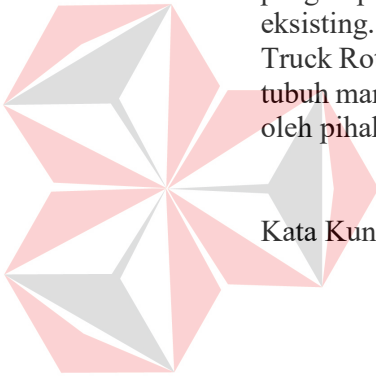 eksisting.
Truck Ro
tubuh ma
oleh piha
Kata Kun